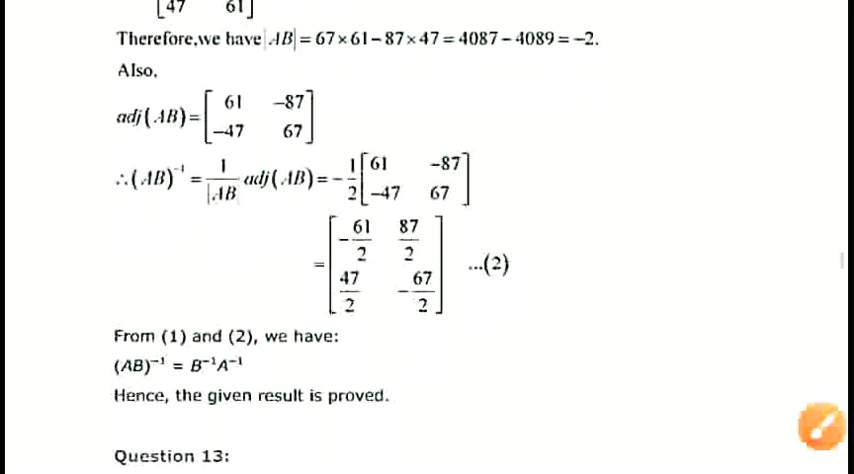 [47 61]
Therefore,we have |AB| = 67×61−87×47 = 4087−4089 = −2.
Also,
adj(AB) = [61 −87
−47 67]
∴(AB)⁻¹ = 1/|AB| adj(AB) = −1/2 [61 −87
−47 67]
= [−61/2 87/2
47/2 −67/2] ...(2)
From (1) and (2), we have:
(AB)⁻¹ = B⁻¹A⁻¹
Hence, the given result is proved.
Question 13: